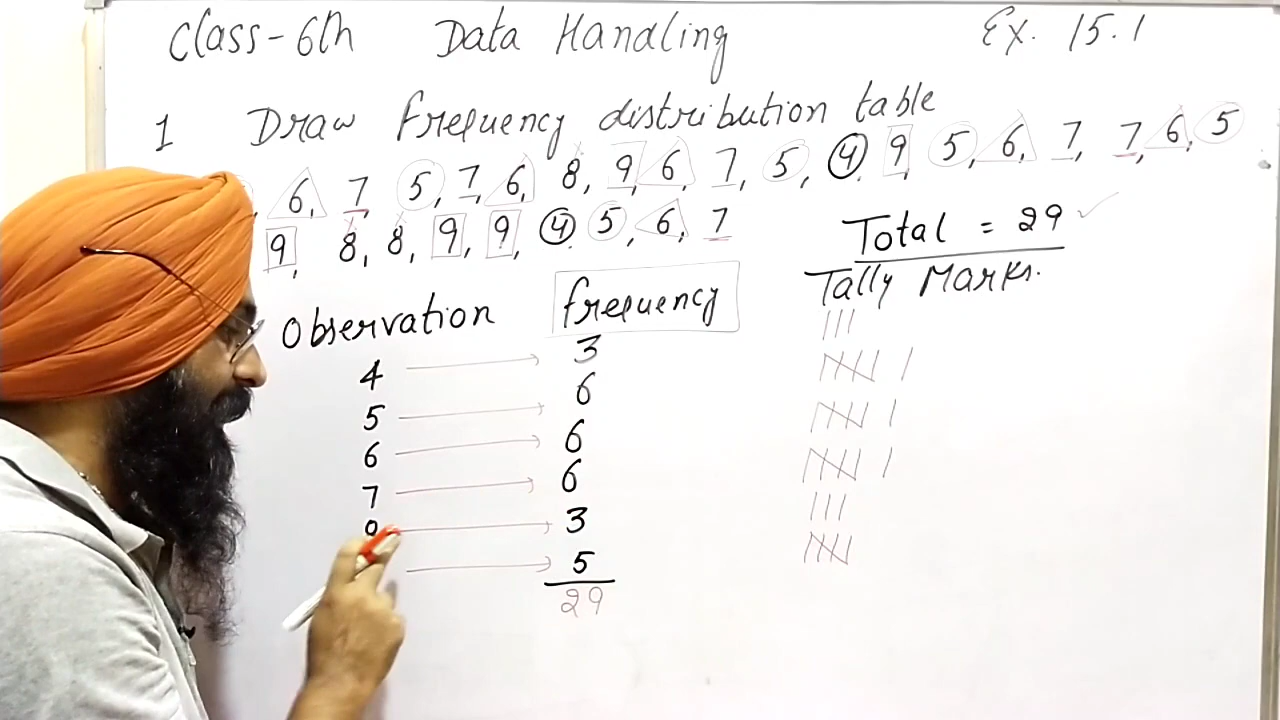 Class-6th Data Handling Ex. 15.1
1 Draw frequency distribution table
6, 7, 5, 7, 6, 8, 9, 6, 7, 5, 4, 9, 5, 6, 7, 7, 6, 5
9, 8, 8, 9, 9, 4, 5, 6, 7
Total = 29
Observation frequency Tally Marks.
4 3 |||
5 6 |||| |
6 6 |||| |
7 6 |||| |
3 |||
5 ||||
29